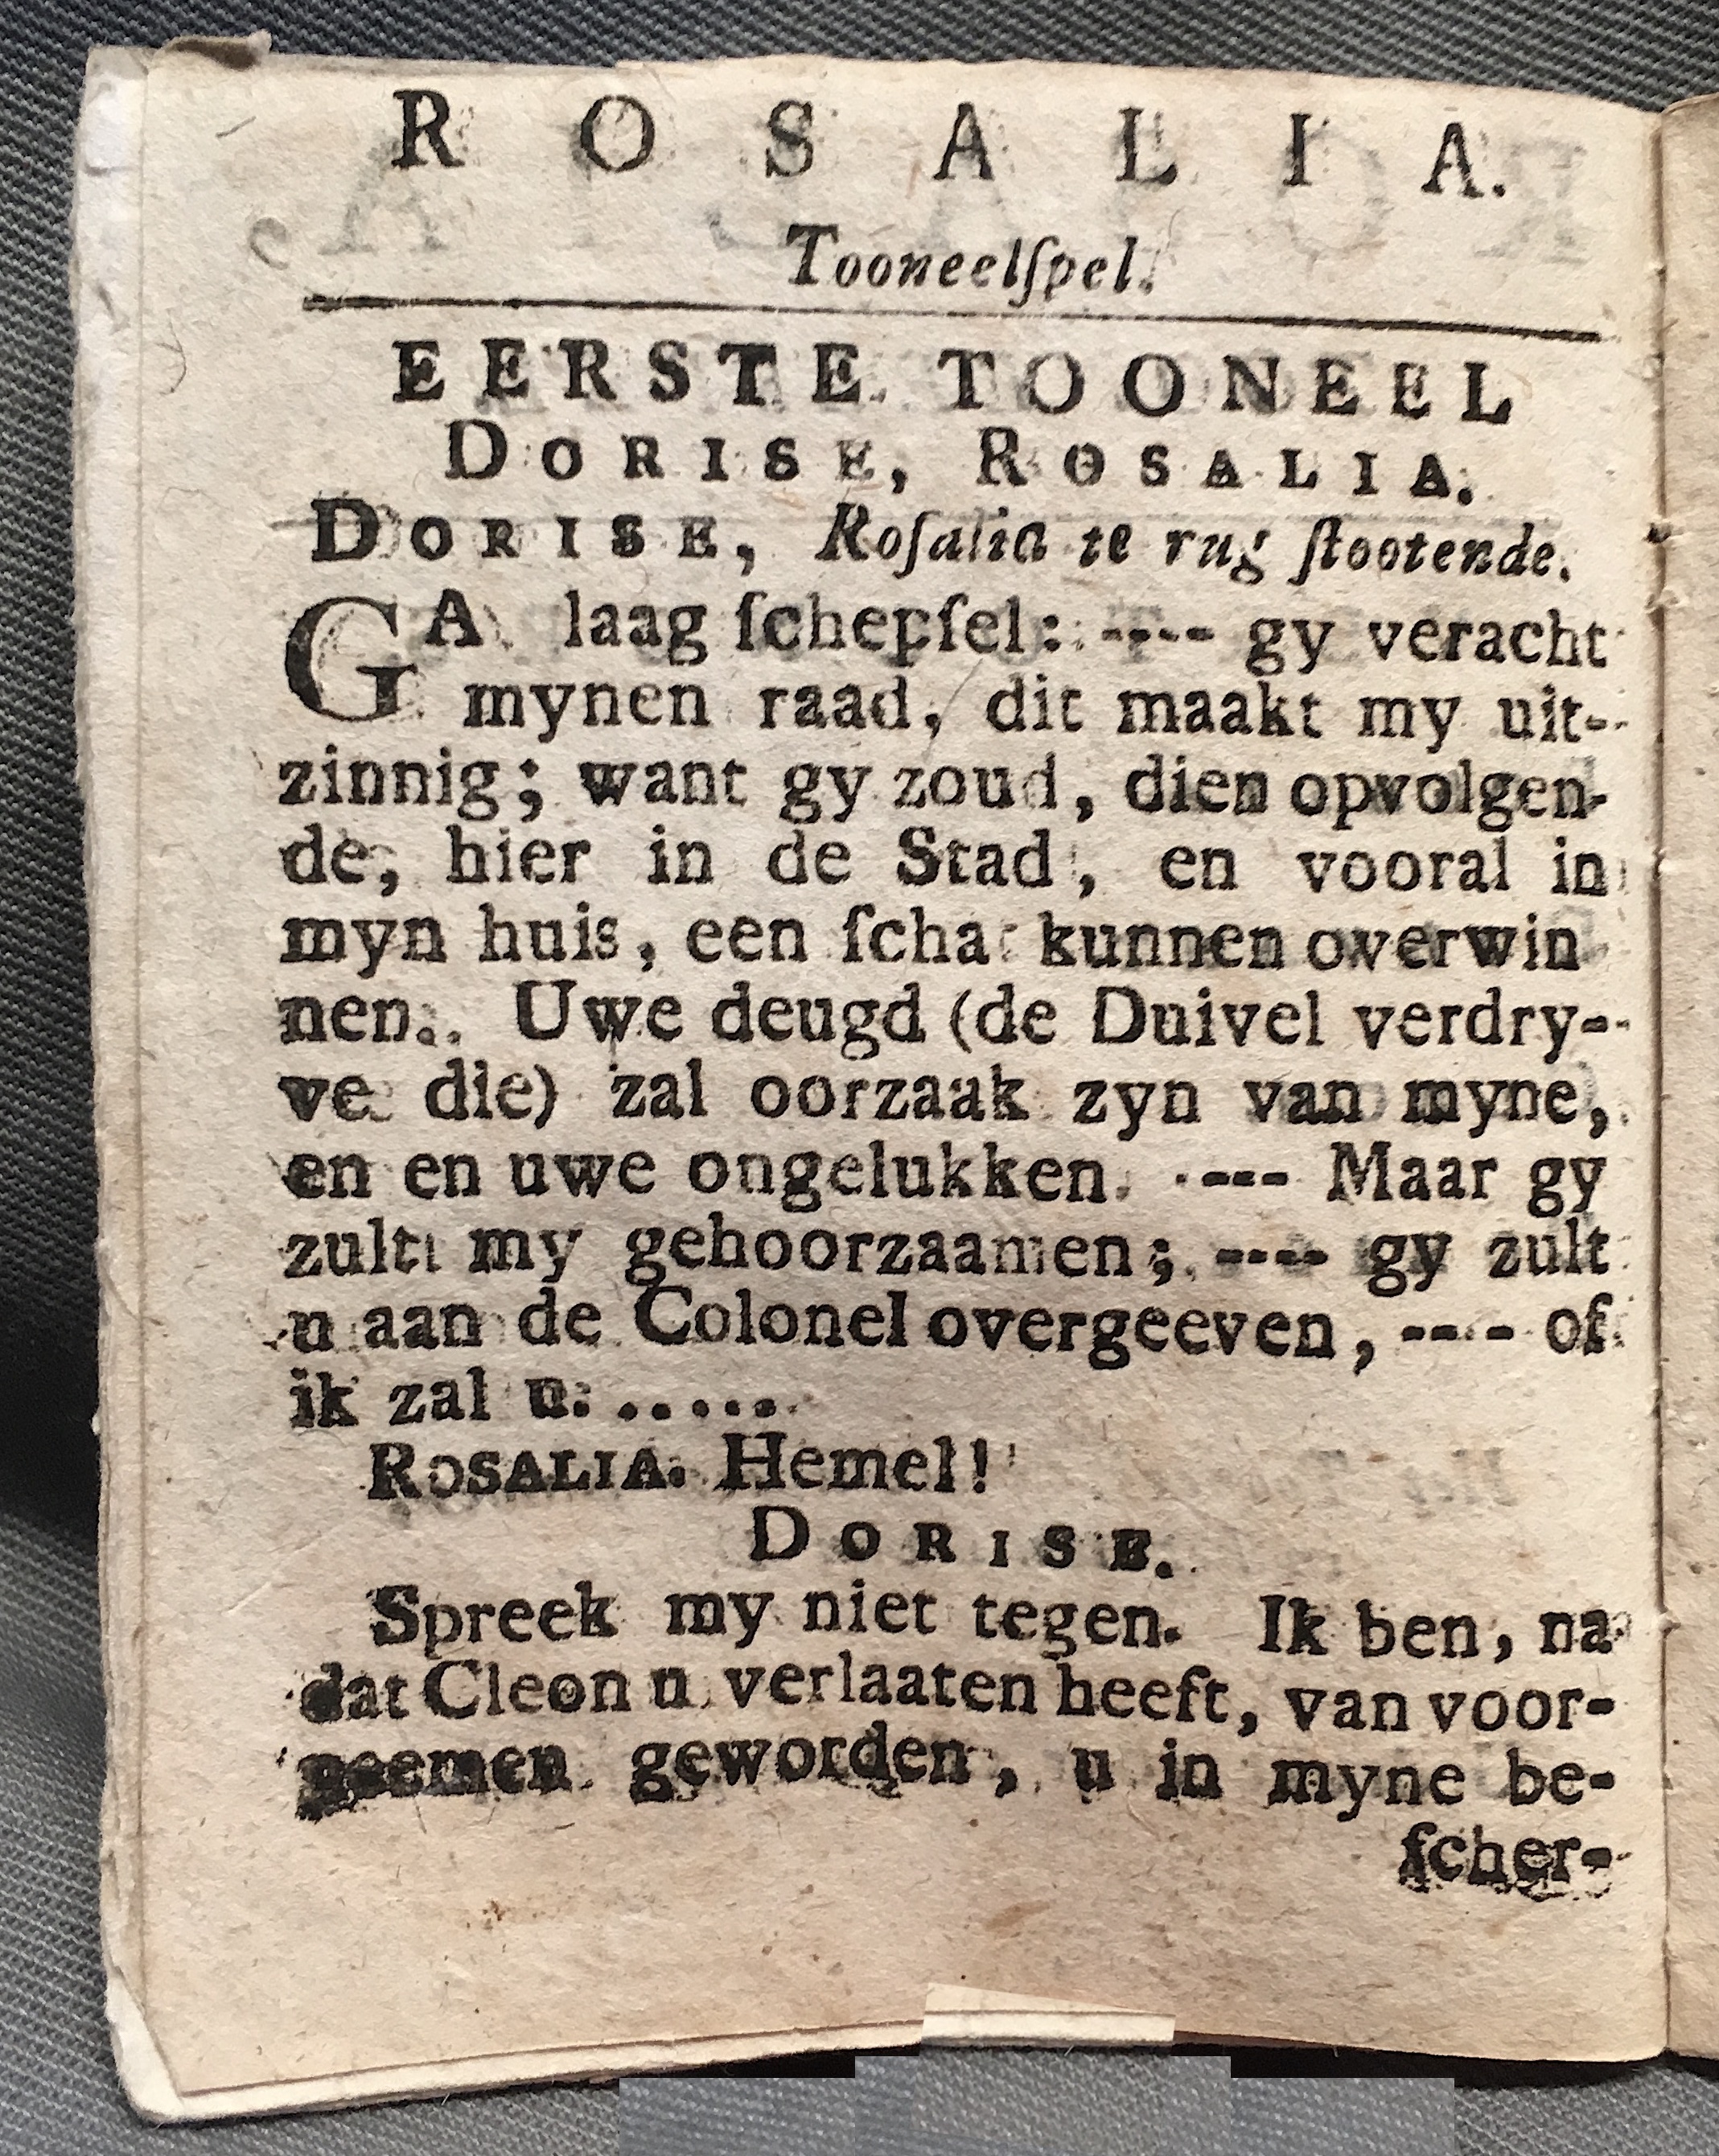 ROSALIA.
Tooneelſpel.
EERSTE TOONEEL
DORISE, ROSALIA.
DORISE, Roſalia te rug ſtootende.
GA laag ſchepſel: ---- gy veracht
mynen raad, dit maakt my uit-
zinnig; want gy zoud, dien opvolgen-
de, hier in de Stad, en vooral in
myn huis, een ſchat kunnen overwin
nen. Uwe deugd (de Duivel verdry-
ve die) zal oorzaak zyn van myne,
en en uwe ongelukken. ---- Maar gy
zult my gehoorzaamen; ---- gy zult
u aan de Colonel overgeeven, ---- of
ik zal u: ......
ROSALIA. Hemel!
DORISE.
Spreek my niet tegen. Ik ben, na
dat Cleon u verlaaten heeft, van voor-
neemen geworden, u in myne be-
ſcher-